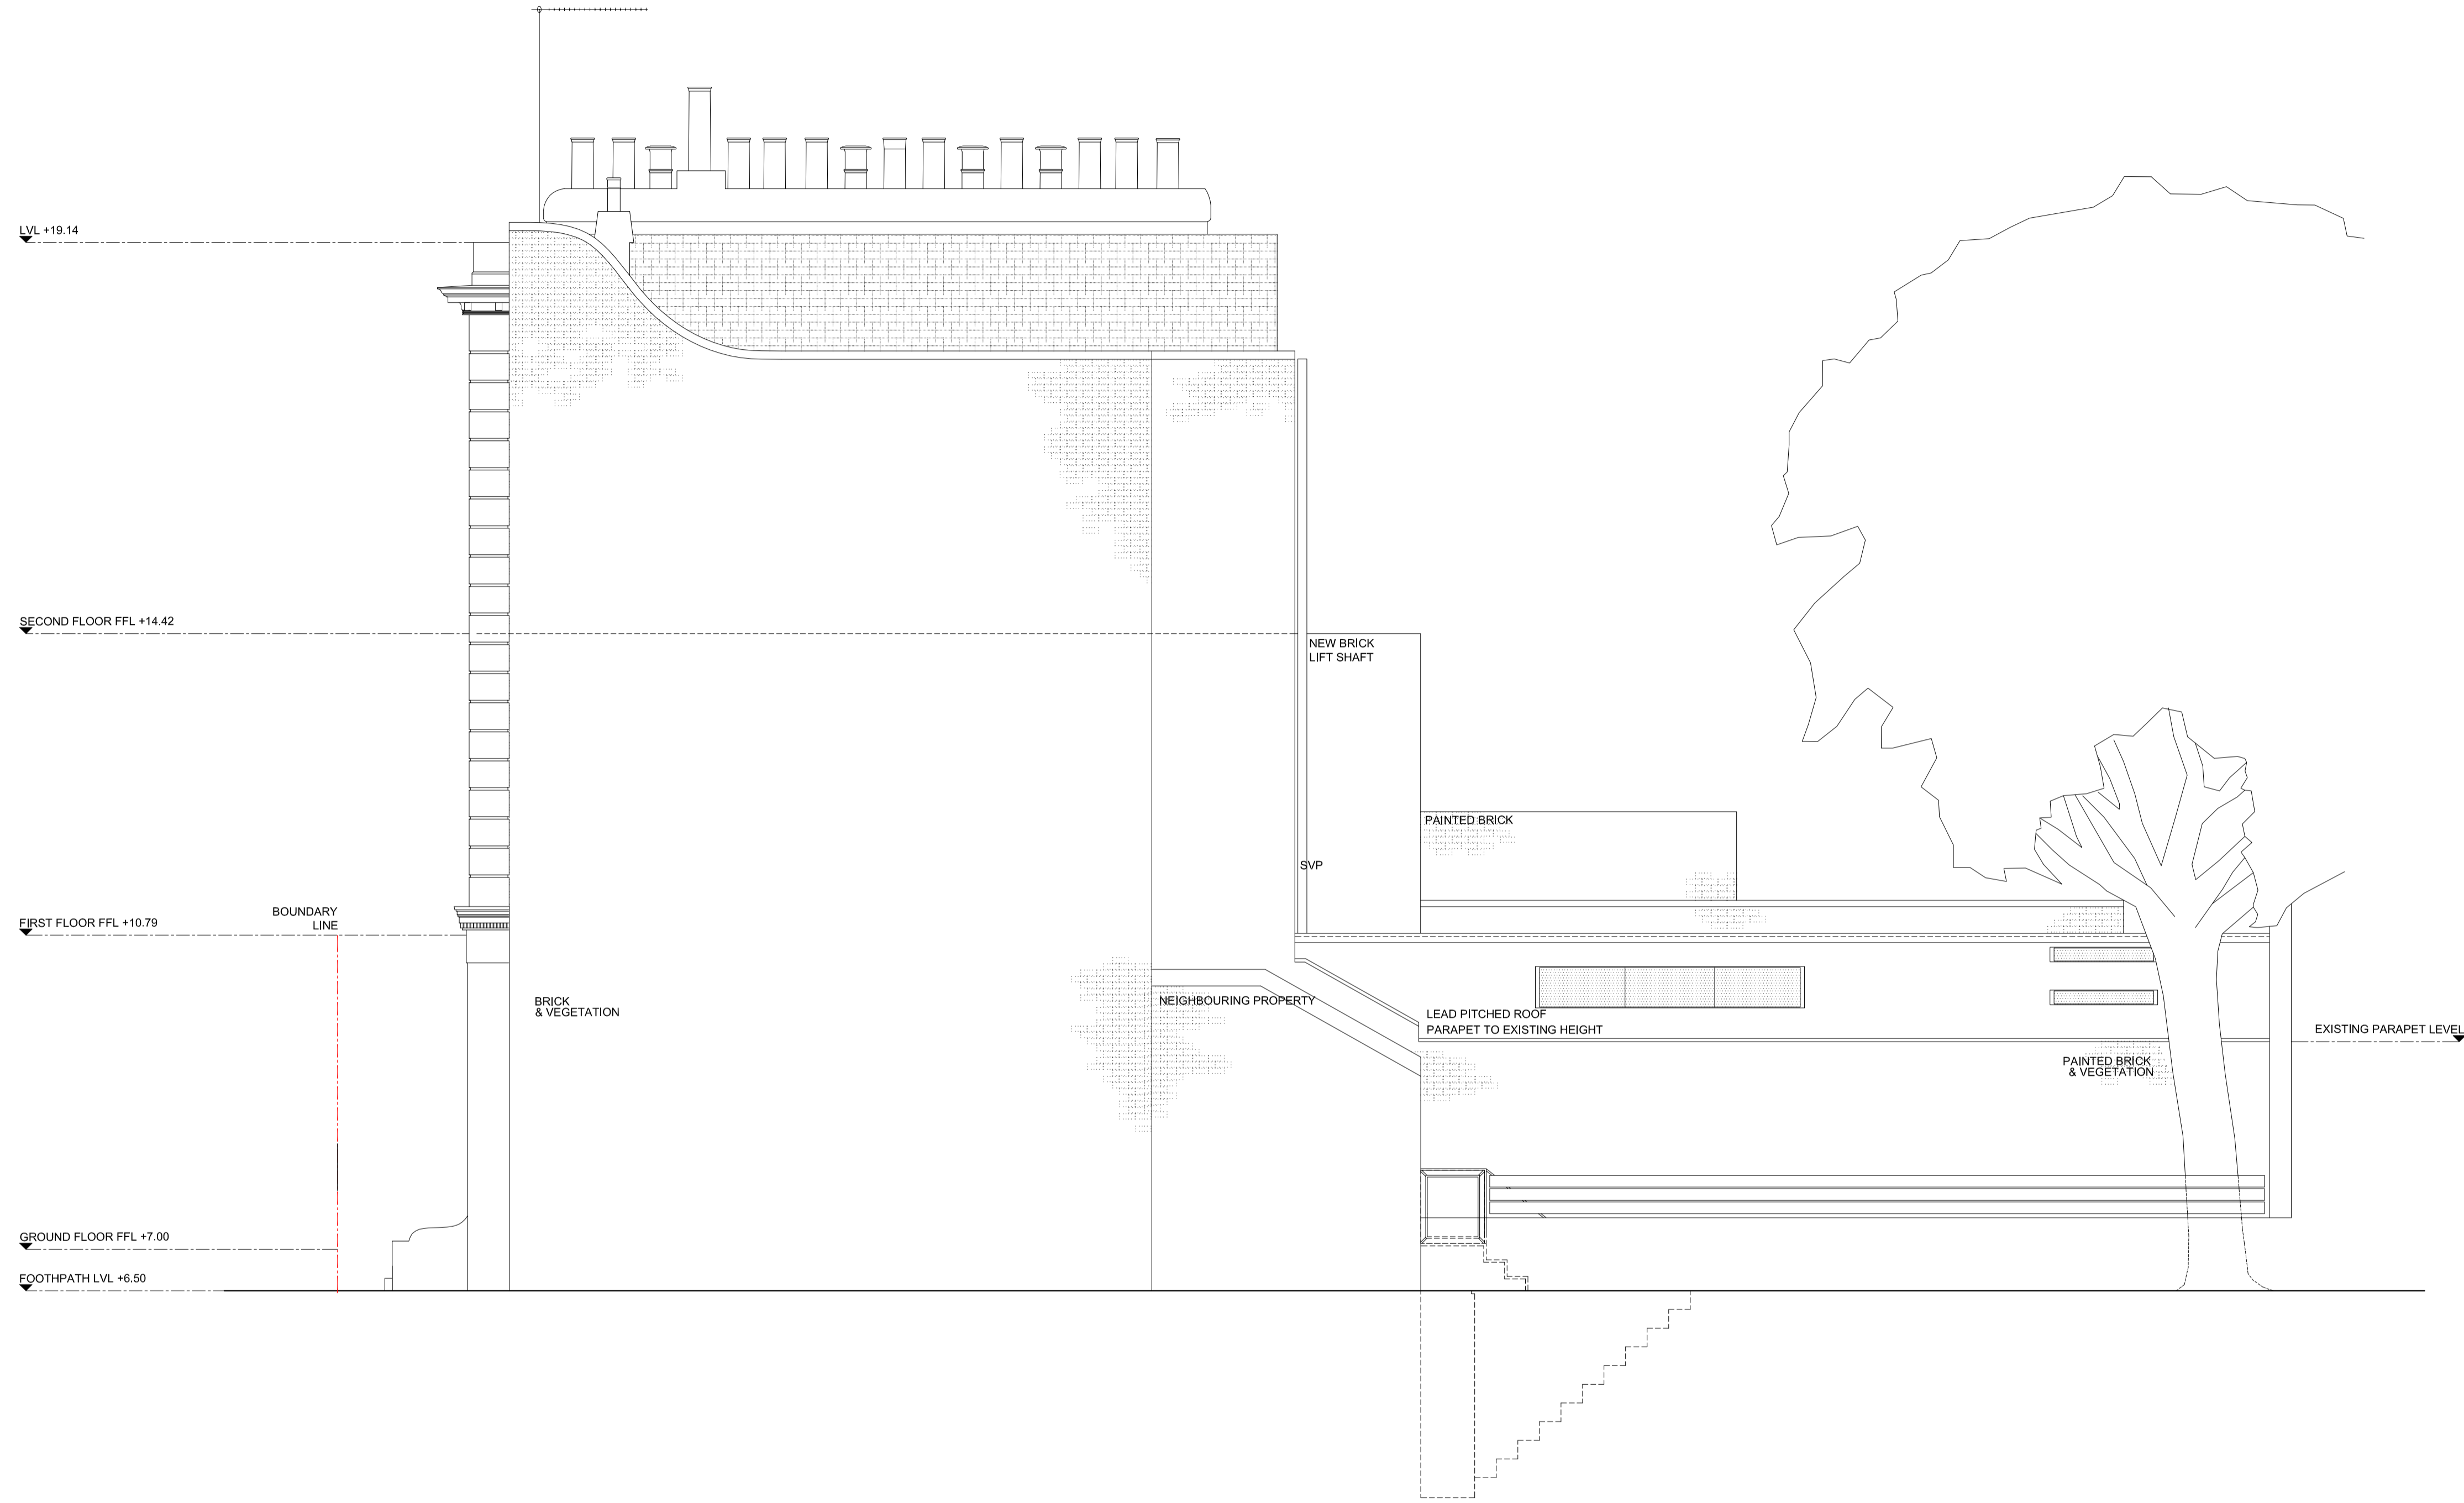 LVL +19.14
SECOND FLOOR FFL +14.42
NEW BRICK
LIFT SHAFT
PAINTED BRICK
SVP
BOUNDARY
LINE
FIRST FLOOR FFL +10.79
BRICK
& VEGETATION
NEIGHBOURING PROPERTY
LEAD PITCHED ROOF
PARAPET TO EXISTING HEIGHT
EXISTING PARAPET LEVEL
PAINTED BRICK
& VEGETATION
GROUND FLOOR FFL +7.00
FOOTHPATH LVL +6.50